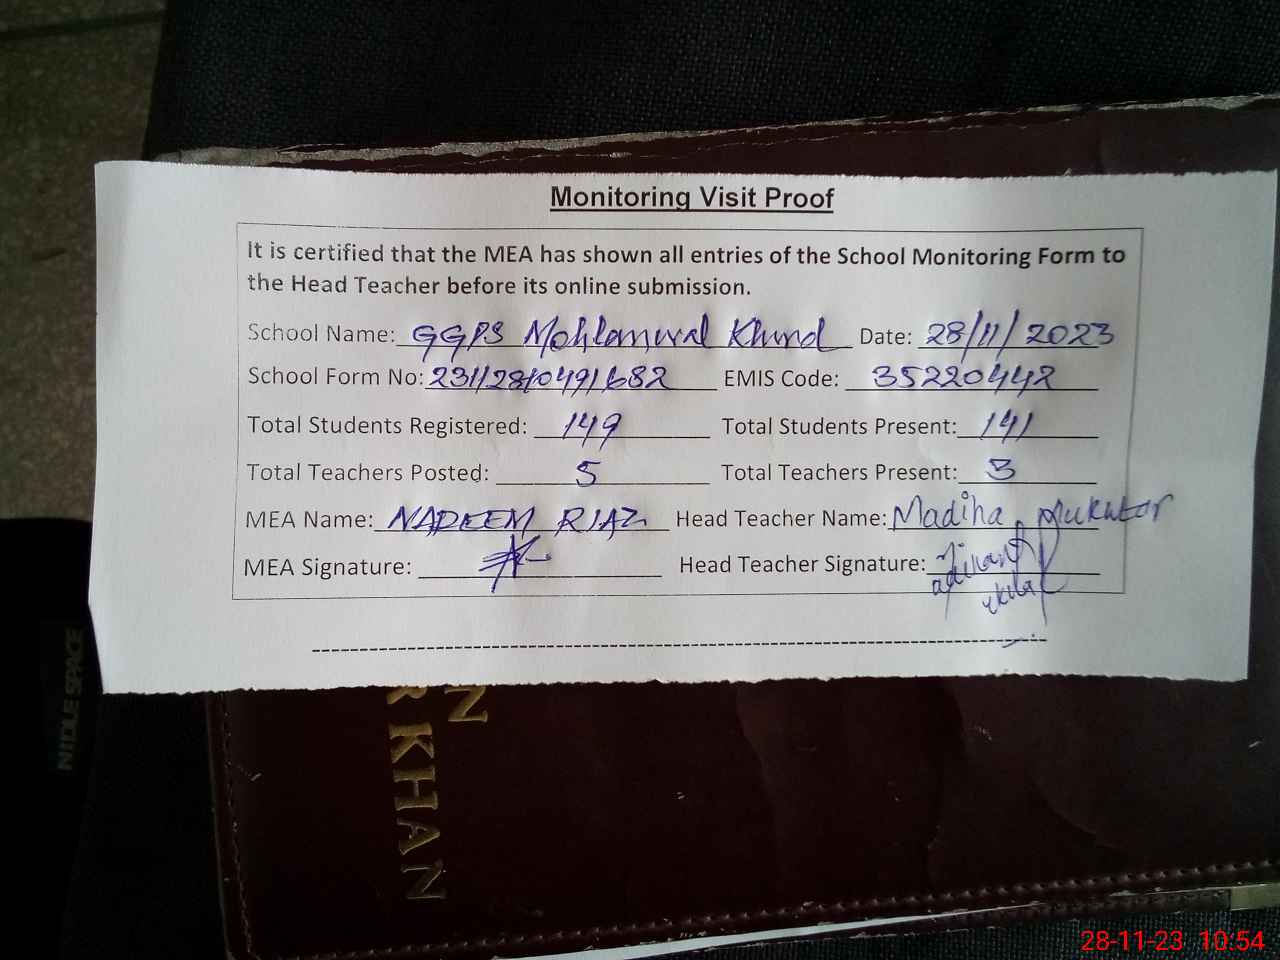 Monitoring Visit Proof
It is certified that the MEA has shown all entries of the School Monitoring Form to
the Head Teacher before its online submission.
School Name: GGPS Mohlamwal Khurd Date: 28/11/2023
School Form No: 23112810491682 EMIS Code: 35220442
Total Students Registered: 149 Total Students Present: 141
Total Teachers Posted: 5 Total Teachers Present: 3
MEA Name: NADEEM RIAZ Head Teacher Name: Madiha Mukhtar
MEA Signature: Head Teacher Signature:
N
R KHAN
N11DLE SPACE
28-11-23 10:54